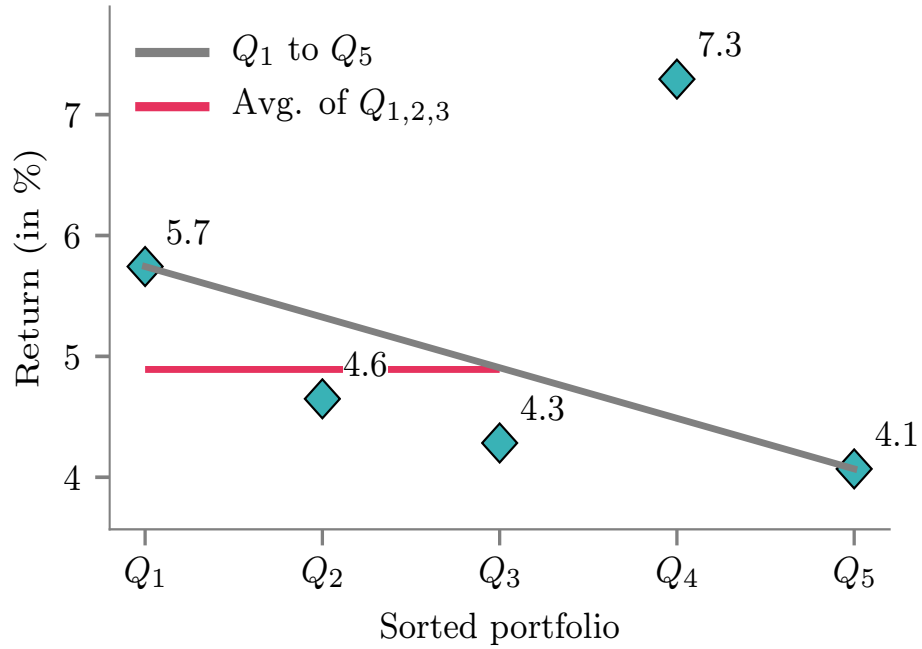 7.3
Q1 to Q5
Avg. of Q1,2,3
7
6
5
4
Return (in %)
5.7
4.6
4.3
4.1
Q1 Q2 Q3 Q4 Q5
Sorted portfolio